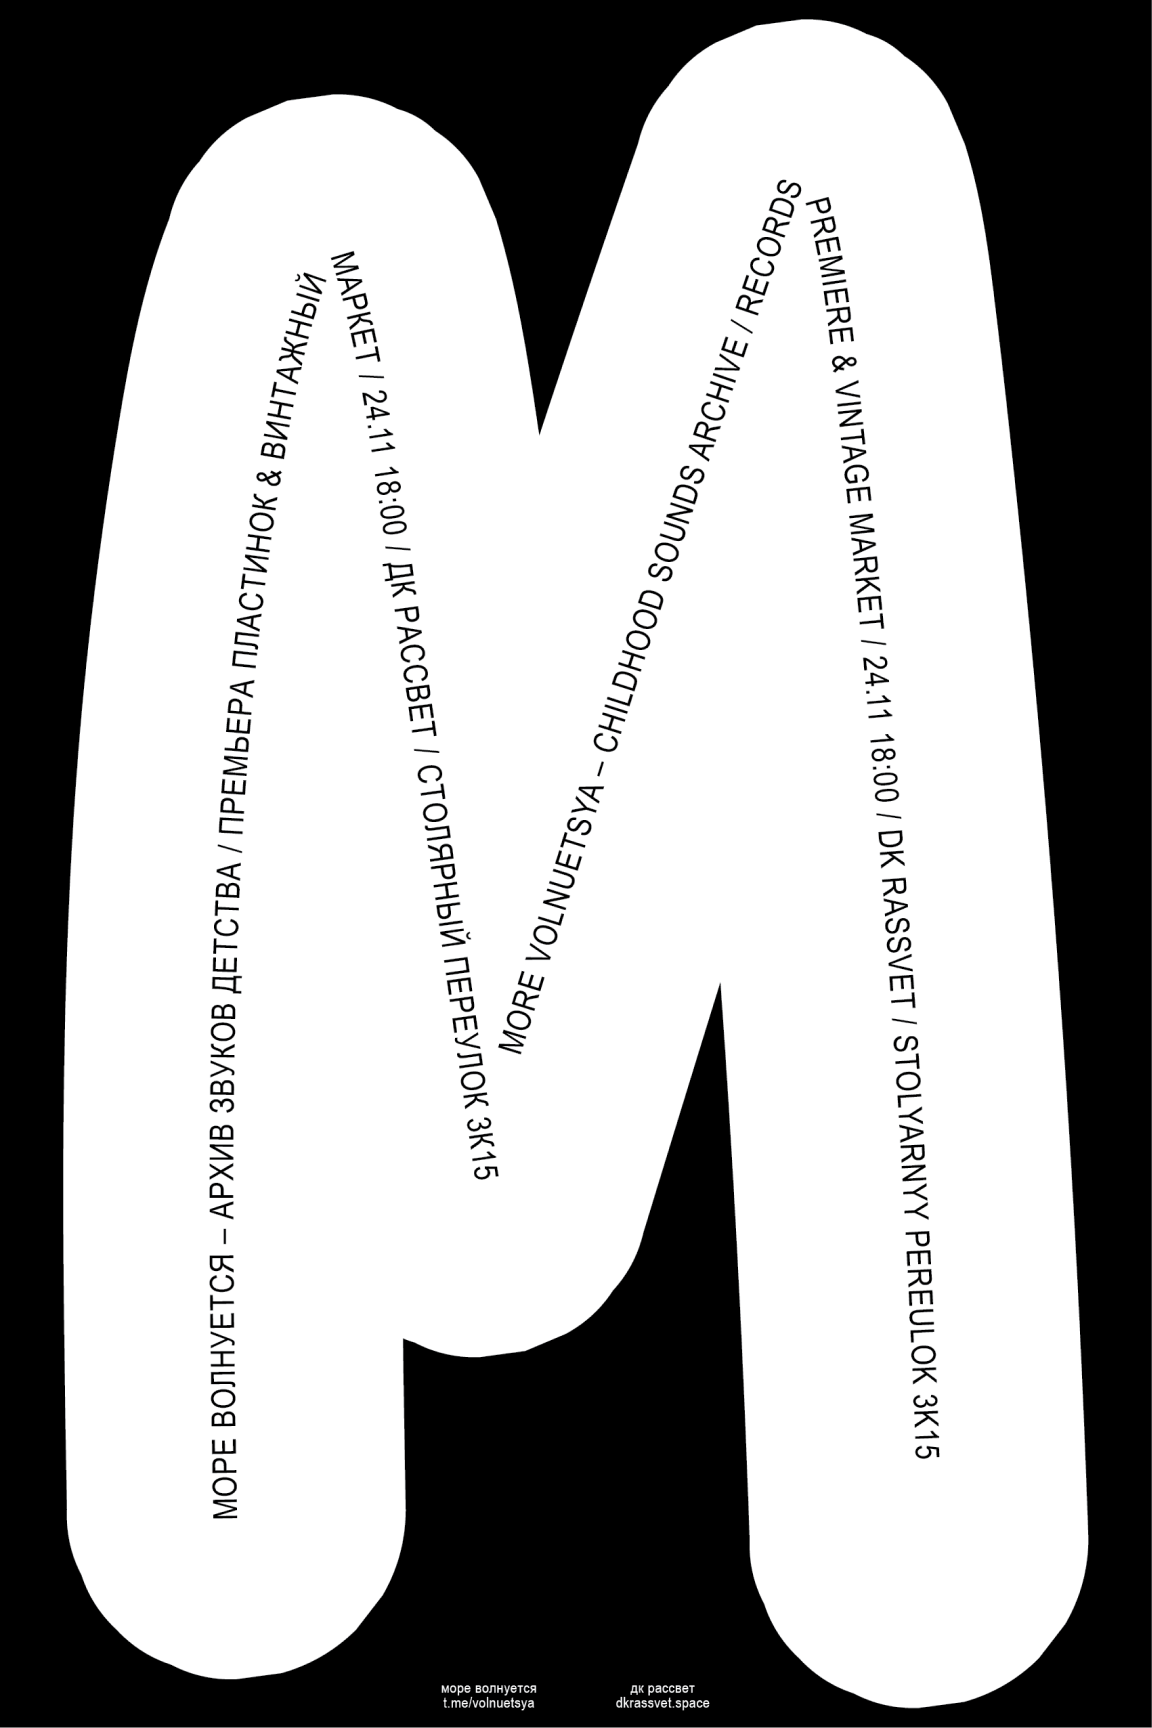 МОРЕ ВОЛНУЕТСЯ – АРХИВ ЗВУКОВ ДЕТСТВА / ПРЕМЬЕРА ПЛАСТИНОК & ВИНТАЖНЫЙ
МАРКЕТ / 24.11 18:00 / ДК РАССВЕТ / СТОЛЯРНЫЙ ПЕРЕУЛОК 3К15
MORE VOLNUETSYA – CHILDHOOD SOUNDS ARCHIVE / RECORDS
PREMIERE & VINTAGE MARKET / 24.11 18:00 / DK RASSVET / STOLYARNYY PEREULOK 3K15
море волнуется
t.me/volnuetsya
дк рассвет
dkrassvet.space